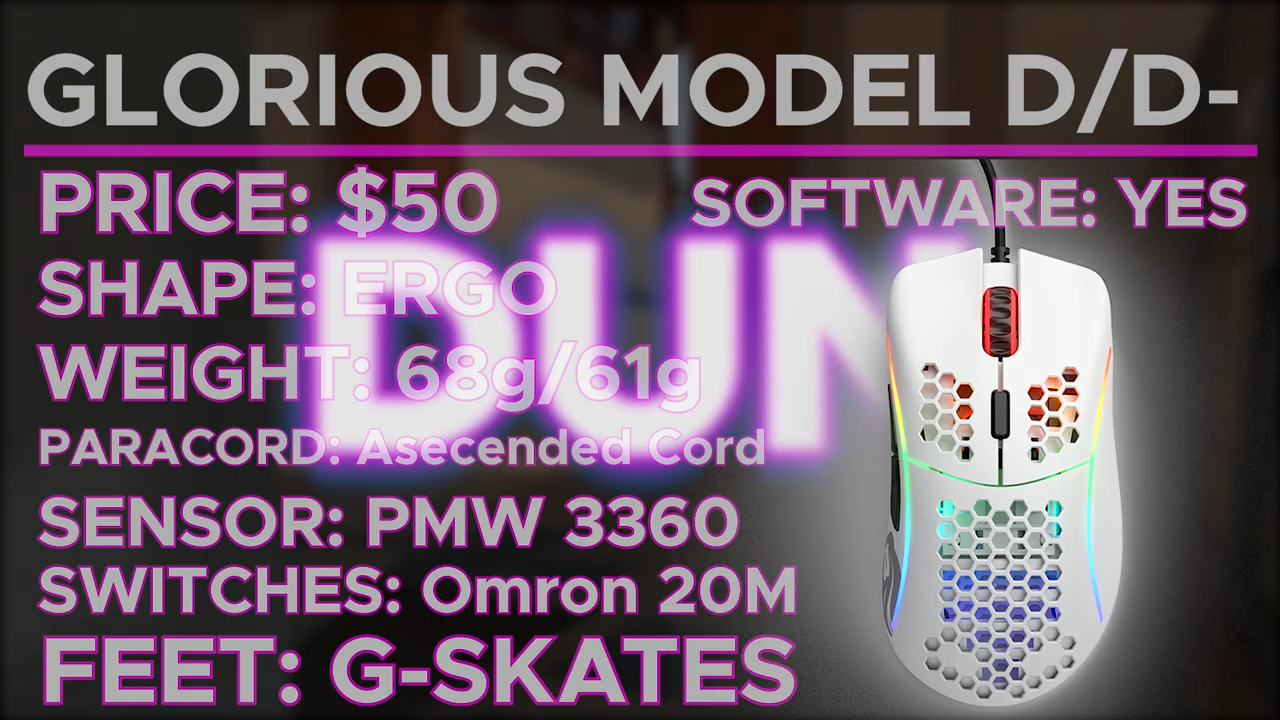 GLORIOUS MODEL D/D-
PRICE: $50
SOFTWARE: YES
SHAPE: ERGO
DUN
WEIGHT: 68g/61g
PARACORD: Asecended Cord
SENSOR: PMW 3360
SWITCHES: Omron 20M
FEET: G-SKATES